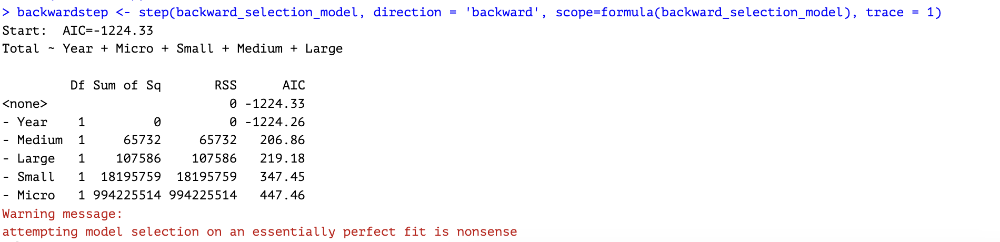 > backwardstep <- step(backward_selection_model, direction = 'backward', scope=formula(backward_selection_model), trace = 1)
Start:  AIC=-1224.33
Total ~ Year + Micro + Small + Medium + Large

         Df Sum of Sq       RSS      AIC
<none>                        0 -1224.33
- Year    1         0         0 -1224.26
- Medium  1     65732     65732   206.86
- Large   1    107586    107586   219.18
- Small   1  18195759  18195759   347.45
- Micro   1 994225514 994225514   447.46
Warning message:
attempting model selection on an essentially perfect fit is nonsense